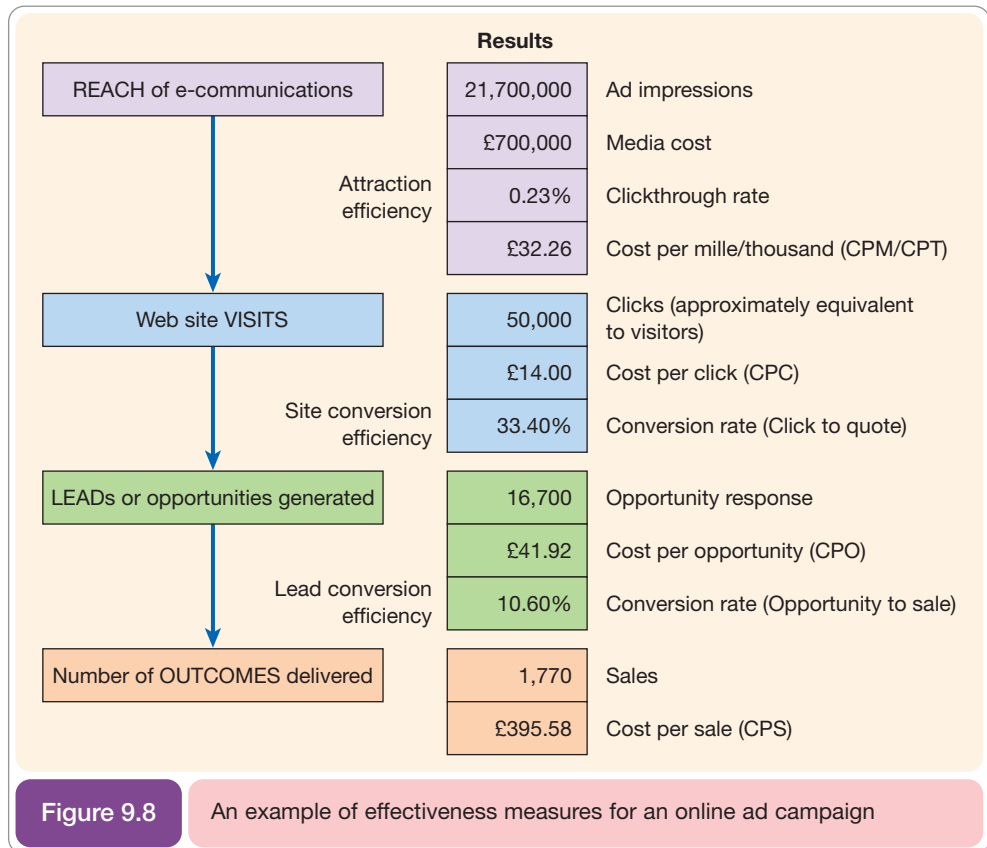 Results
REACH of e-communications
21,700,000 Ad impressions
£700,000 Media cost
Attraction
efficiency
0.23% Clickthrough rate
£32.26 Cost per mille/thousand (CPM/CPT)
Web site VISITS
50,000 Clicks (approximately equivalent
to visitors)
£14.00 Cost per click (CPC)
Site conversion
efficiency
33.40% Conversion rate (Click to quote)
LEADs or opportunities generated
16,700 Opportunity response
£41.92 Cost per opportunity (CPO)
Lead conversion
efficiency
10.60% Conversion rate (Opportunity to sale)
Number of OUTCOMES delivered
1,770 Sales
£395.58 Cost per sale (CPS)
Figure 9.8 An example of effectiveness measures for an online ad campaign